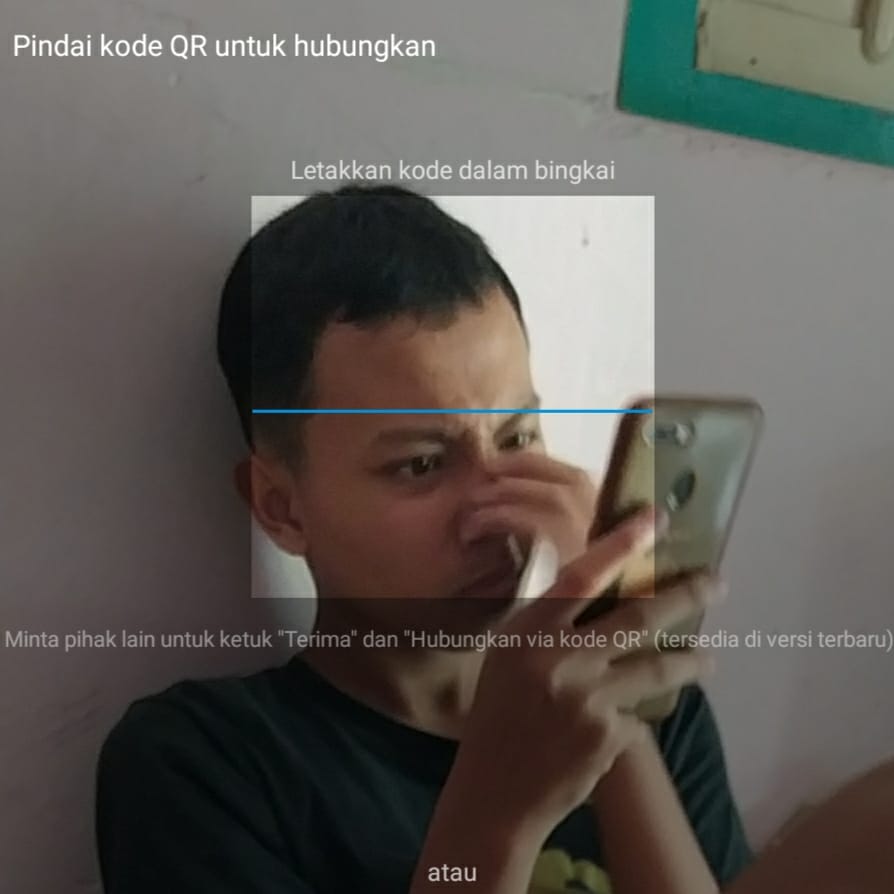 Pindai kode QR untuk hubungkan
Letakkan kode dalam bingkai
Minta pihak lain untuk ketuk "Terima" dan "Hubungkan via kode QR" (tersedia di versi terbaru)
atau